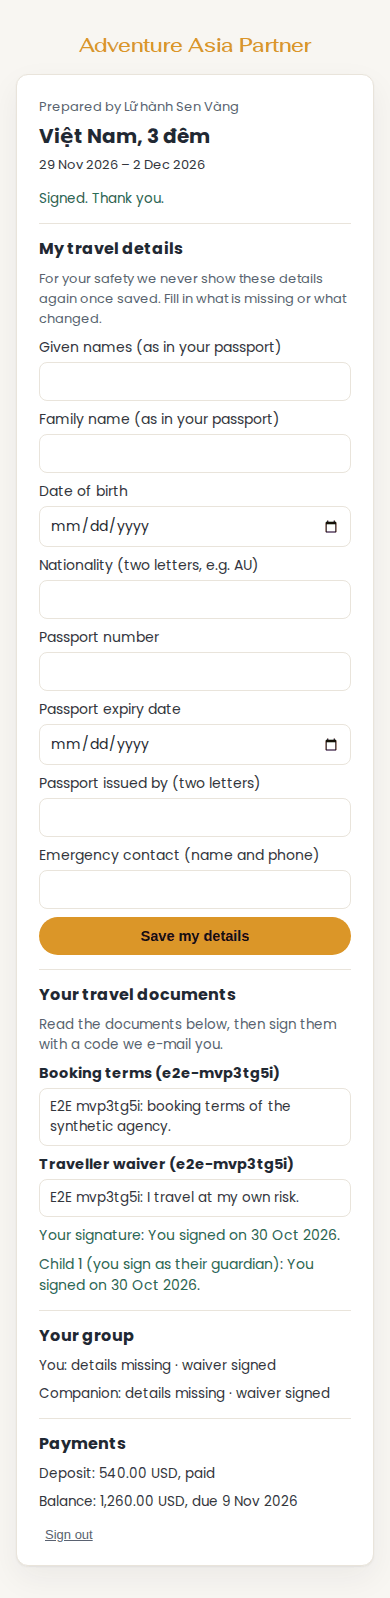 Adventure Asia Partner
Prepared by Lữ hành Sen Vàng
Việt Nam, 3 đêm
29 Nov 2026 – 2 Dec 2026
Signed. Thank you.
My travel details
For your safety we never show these details
again once saved. Fill in what is missing or what
changed.
Given names (as in your passport)
Family name (as in your passport)
Date of birth
mm/dd/yyyy
Nationality (two letters, e.g. AU)
Passport number
Passport expiry date
mm/dd/yyyy
Passport issued by (two letters)
Emergency contact (name and phone)
Save my details
Your travel documents
Read the documents below, then sign them
with a code we e-mail you.
Booking terms (e2e-mvp3tg5i)
E2E mvp3tg5i: booking terms of the
synthetic agency.
Traveller waiver (e2e-mvp3tg5i)
E2E mvp3tg5i: I travel at my own risk.
Your signature: You signed on 30 Oct 2026.
Child 1 (you sign as their guardian): You
signed on 30 Oct 2026.
Your group
You: details missing · waiver signed
Companion: details missing · waiver signed
Payments
Deposit: 540.00 USD, paid
Balance: 1,260.00 USD, due 9 Nov 2026
Sign out